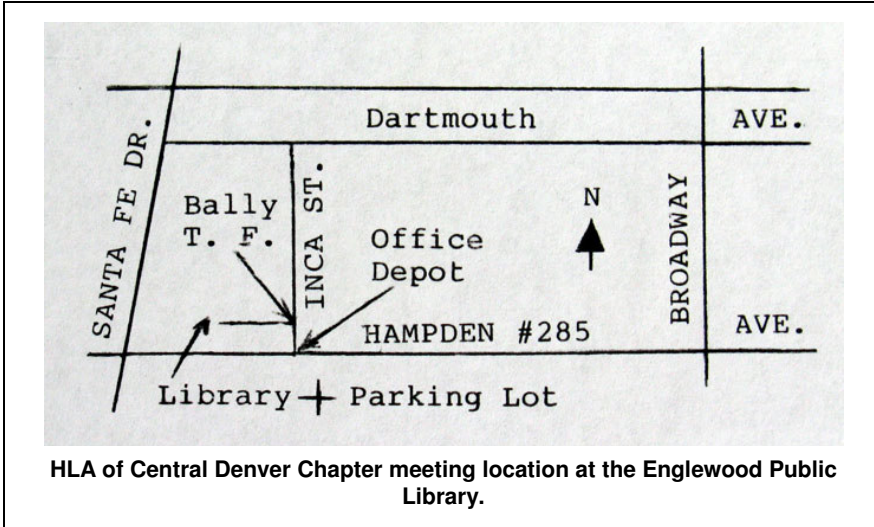 Dartmouth AVE.
SANTA FE DR.
Bally
T. F.
INCA ST.
Office
Depot
N
BROADWAY
HAMPDEN #285 AVE.
Library + Parking Lot
HLA of Central Denver Chapter meeting location at the Englewood Public
Library.